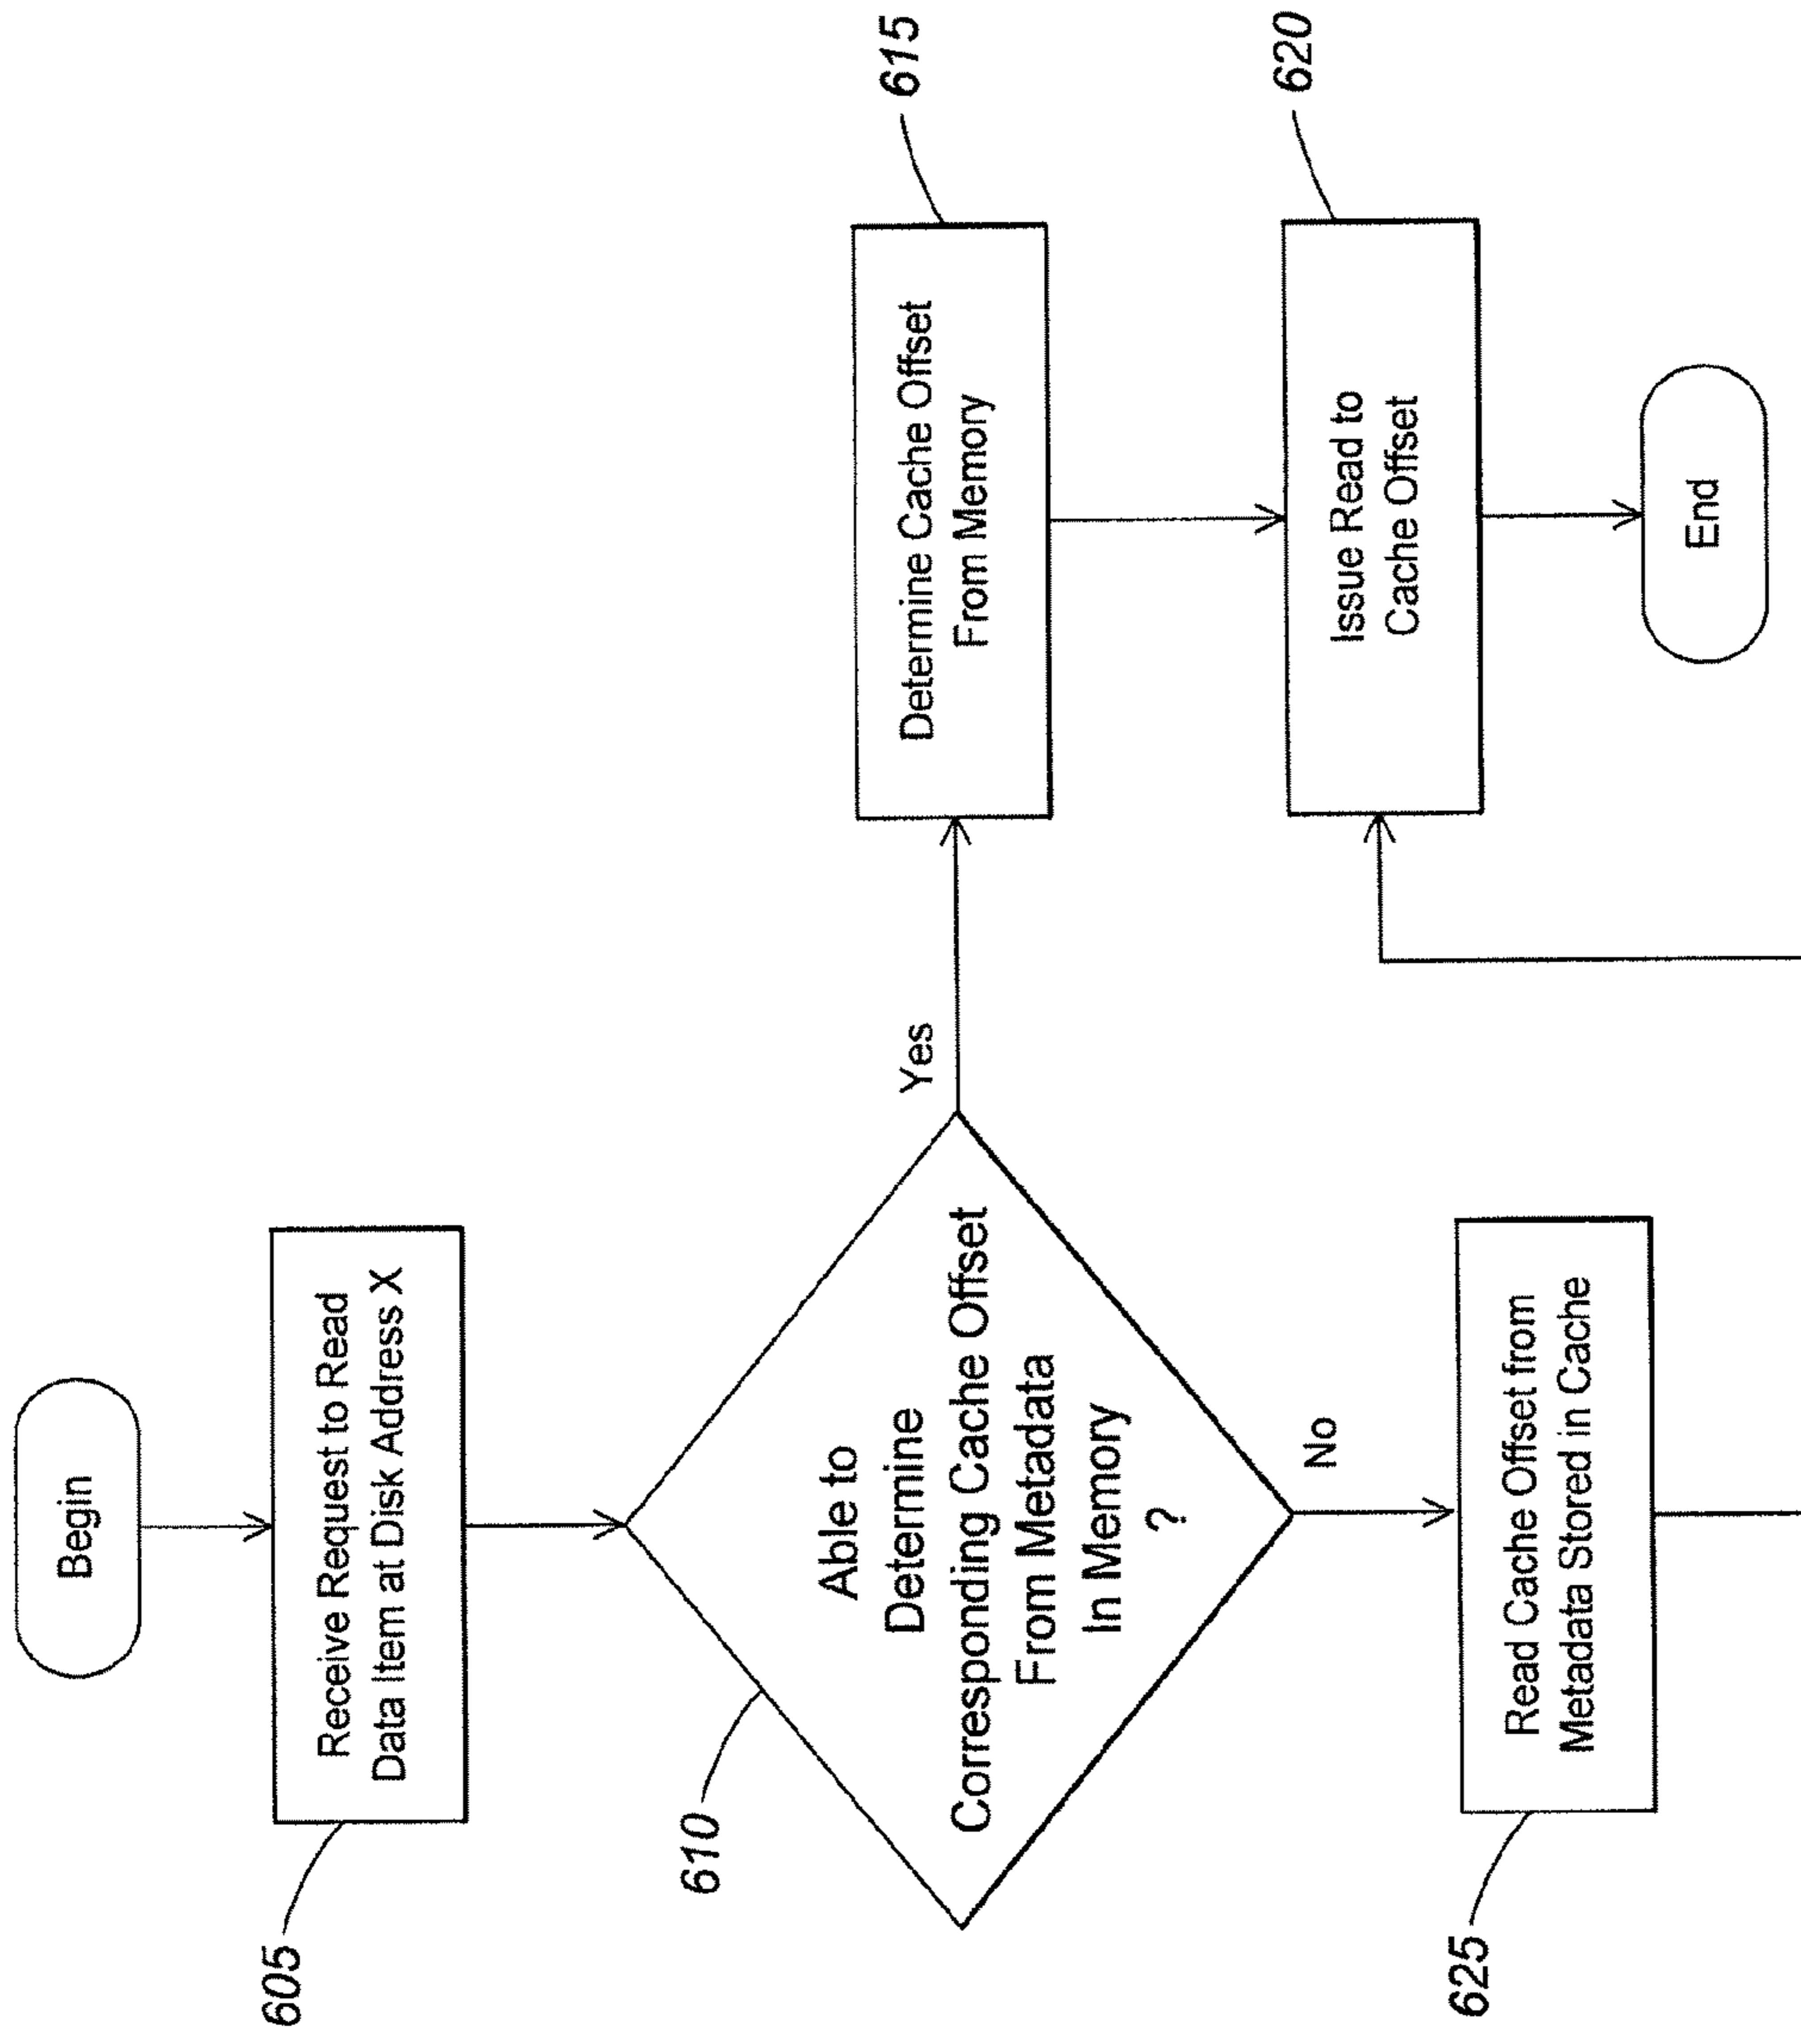 Begin
605
Receive Request to Read
Data Item at Disk Address X
610
Able to
Determine
Corresponding Cache Offset
From Metadata
In Memory
?
Yes
615
Determine Cache Offset
From Memory
620
Issue Read to
Cache Offset
End
No
625
Read Cache Offset from
Metadata Stored in Cache